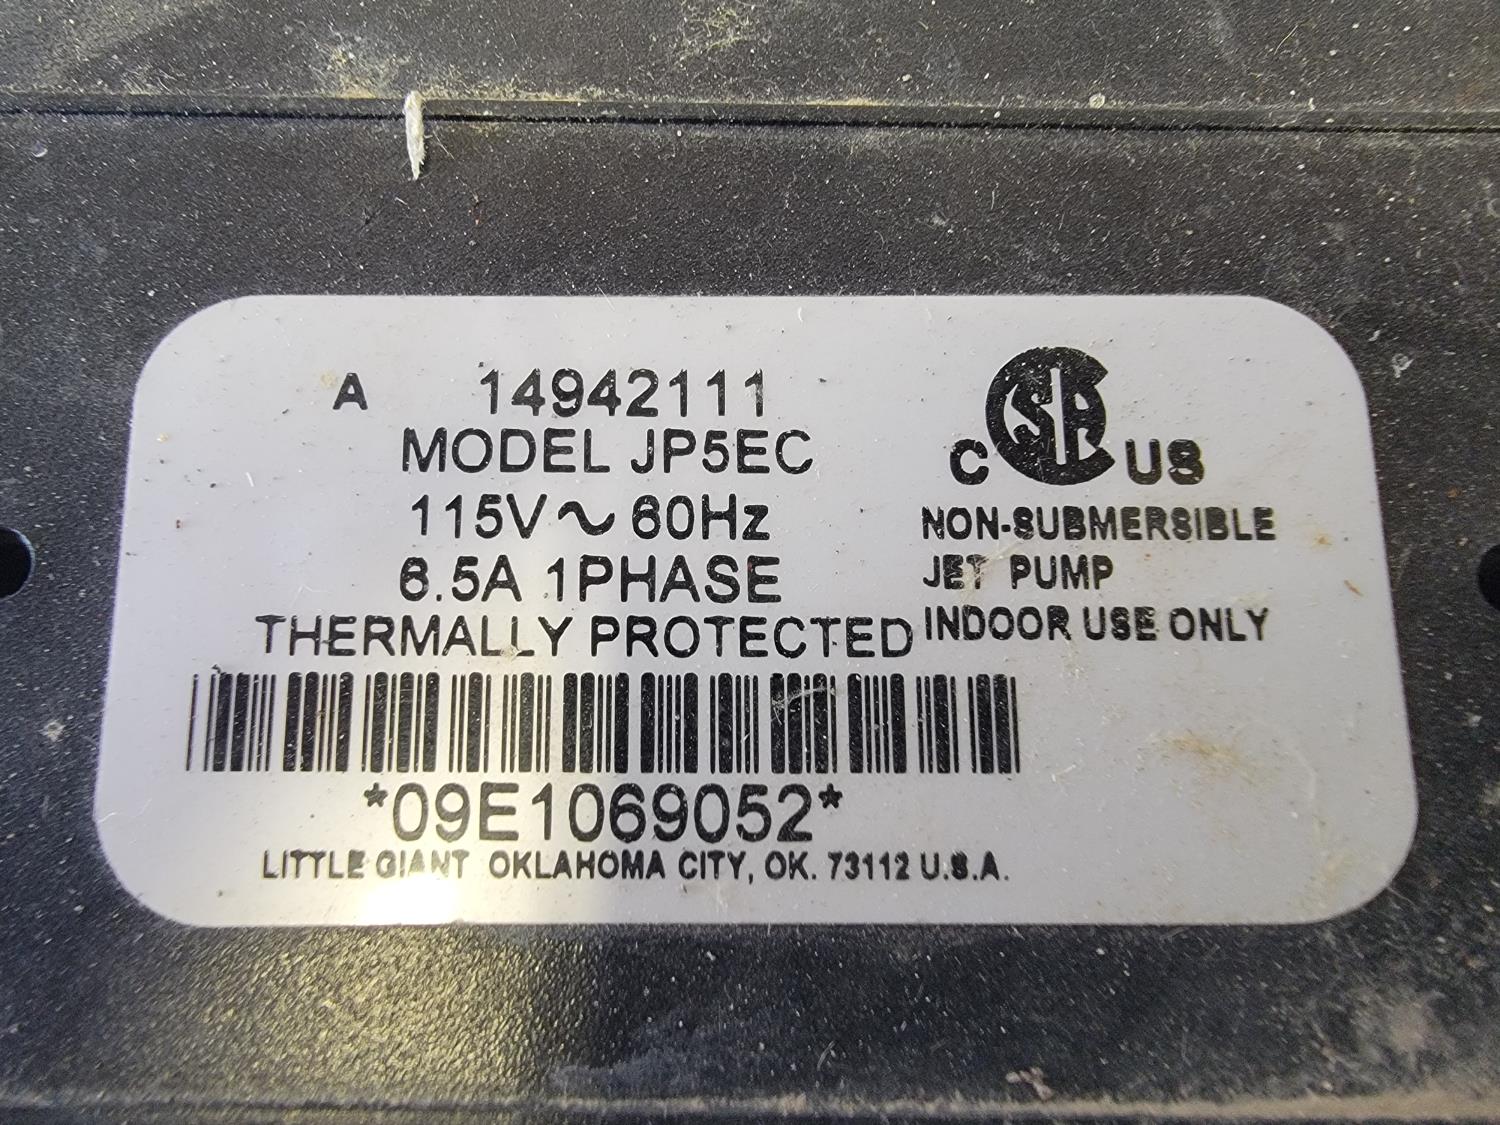 A 14942111
MODEL JP5EC
115V∼ 60Hz
6.5A 1PHASE
THERMALLY PROTECTED
C CSA US
NON-SUBMERSIBLE
JET PUMP
INDOOR USE ONLY
*09E1069052*
LITTLE GIANT OKLAHOMA CITY, OK. 73112 U.S.A.